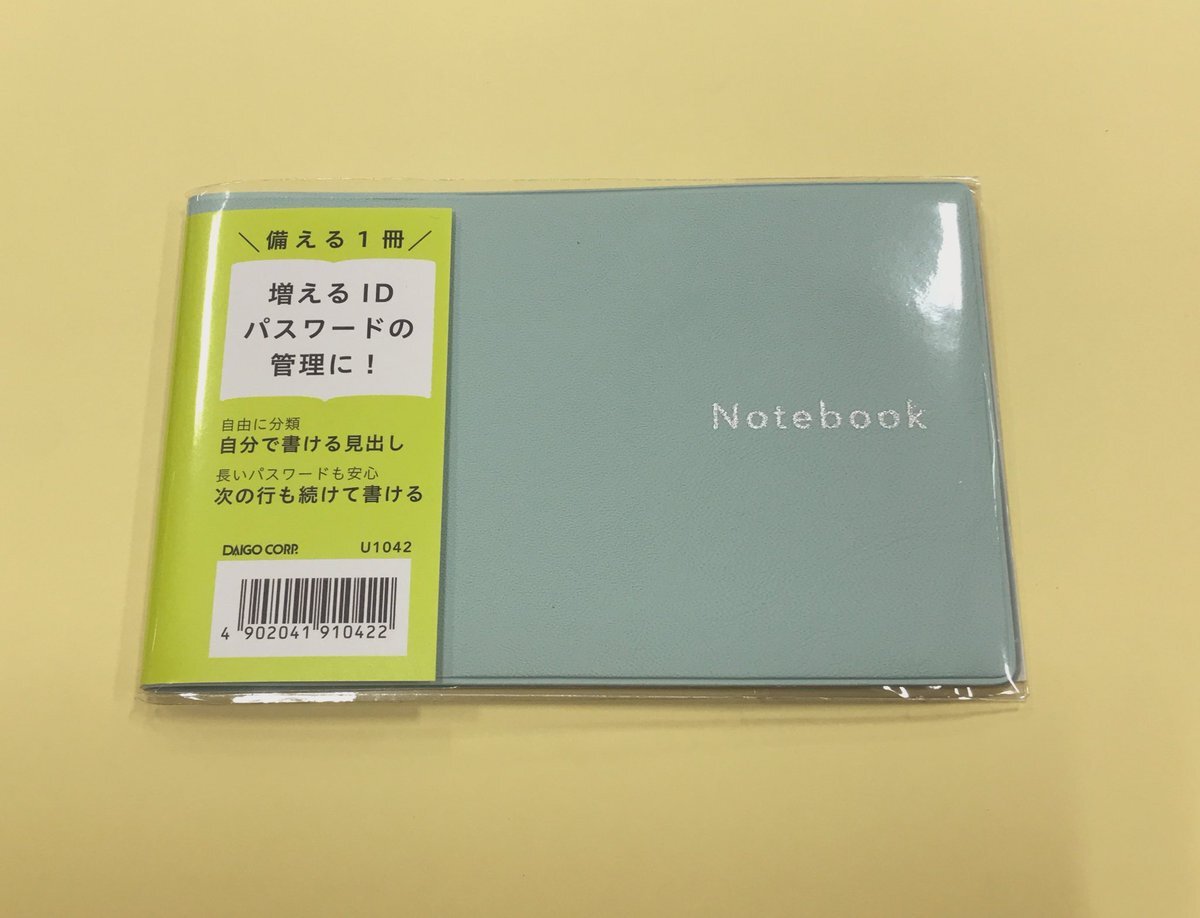 ＼備える1冊／
増えるID
パスワードの
管理に！
自由に分類
自分で書ける見出し
長いパスワードも安心
次の行も続けて書ける
DAIGO CORP. U1042
4 902041 910422
Notebook